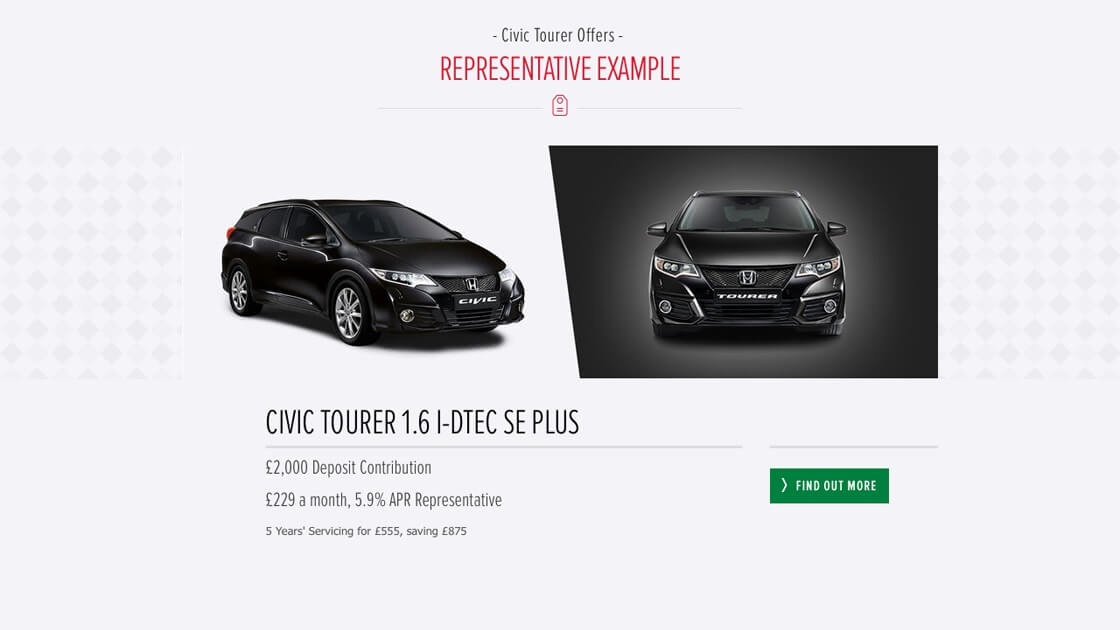 - Civic Tourer Offers -
REPRESENTATIVE EXAMPLE
CIVIC
TOURER
CIVIC TOURER 1.6 I-DTEC SE PLUS
£2,000 Deposit Contribution
£229 a month, 5.9% APR Representative
5 Years' Servicing for £555, saving £875
FIND OUT MORE